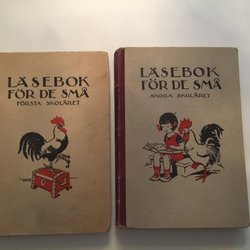 LÄSEBOK
FÖR DE SMÅ
FÖRSTA SKOLÅRET
LÄSEBOK
FÖR DE SMÅ
ANDRA SKOLÅRET